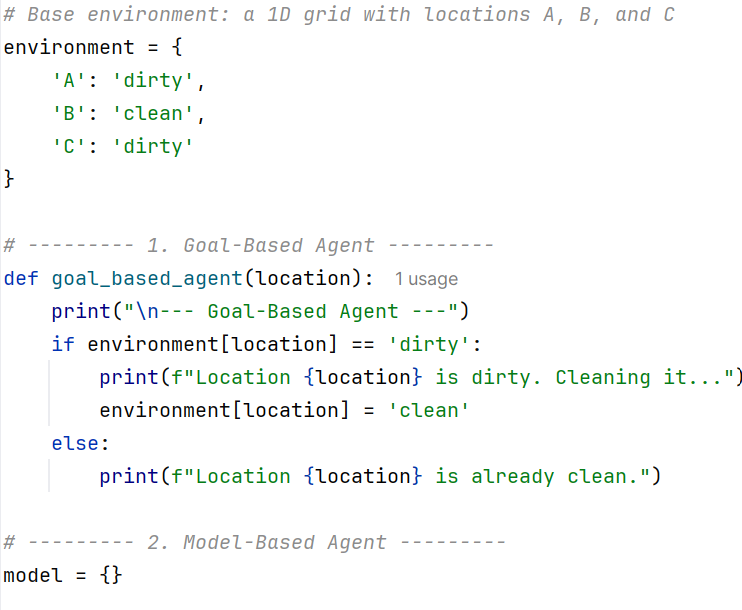 # Base environment: a 1D grid with locations A, B, and C
environment = {
    'A': 'dirty',
    'B': 'clean',
    'C': 'dirty'
}

# --------- 1. Goal-Based Agent ---------
def goal_based_agent(location):   1 usage
    print("\n--- Goal-Based Agent ---")
    if environment[location] == 'dirty':
        print(f"Location {location} is dirty. Cleaning it...")
        environment[location] = 'clean'
    else:
        print(f"Location {location} is already clean.")

# --------- 2. Model-Based Agent ---------
model = {}